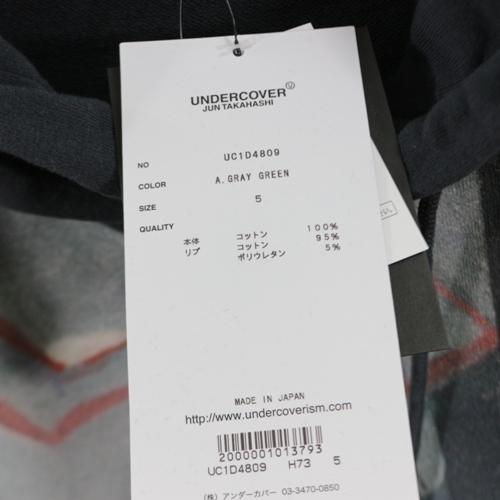 UNDERCOVER
JUN TAKAHASHI
NO UC1D4809
COLOR A.GRAY GREEN
SIZE 5
QUALITY
本体 コットン 100%
リブ コットン 95%
ポリウレタン 5%
MADE IN JAPAN
http://www.undercoverism.com
2000001013793
UC1D4809 H73 5
(株)アンダーカバー 03-3470-0850